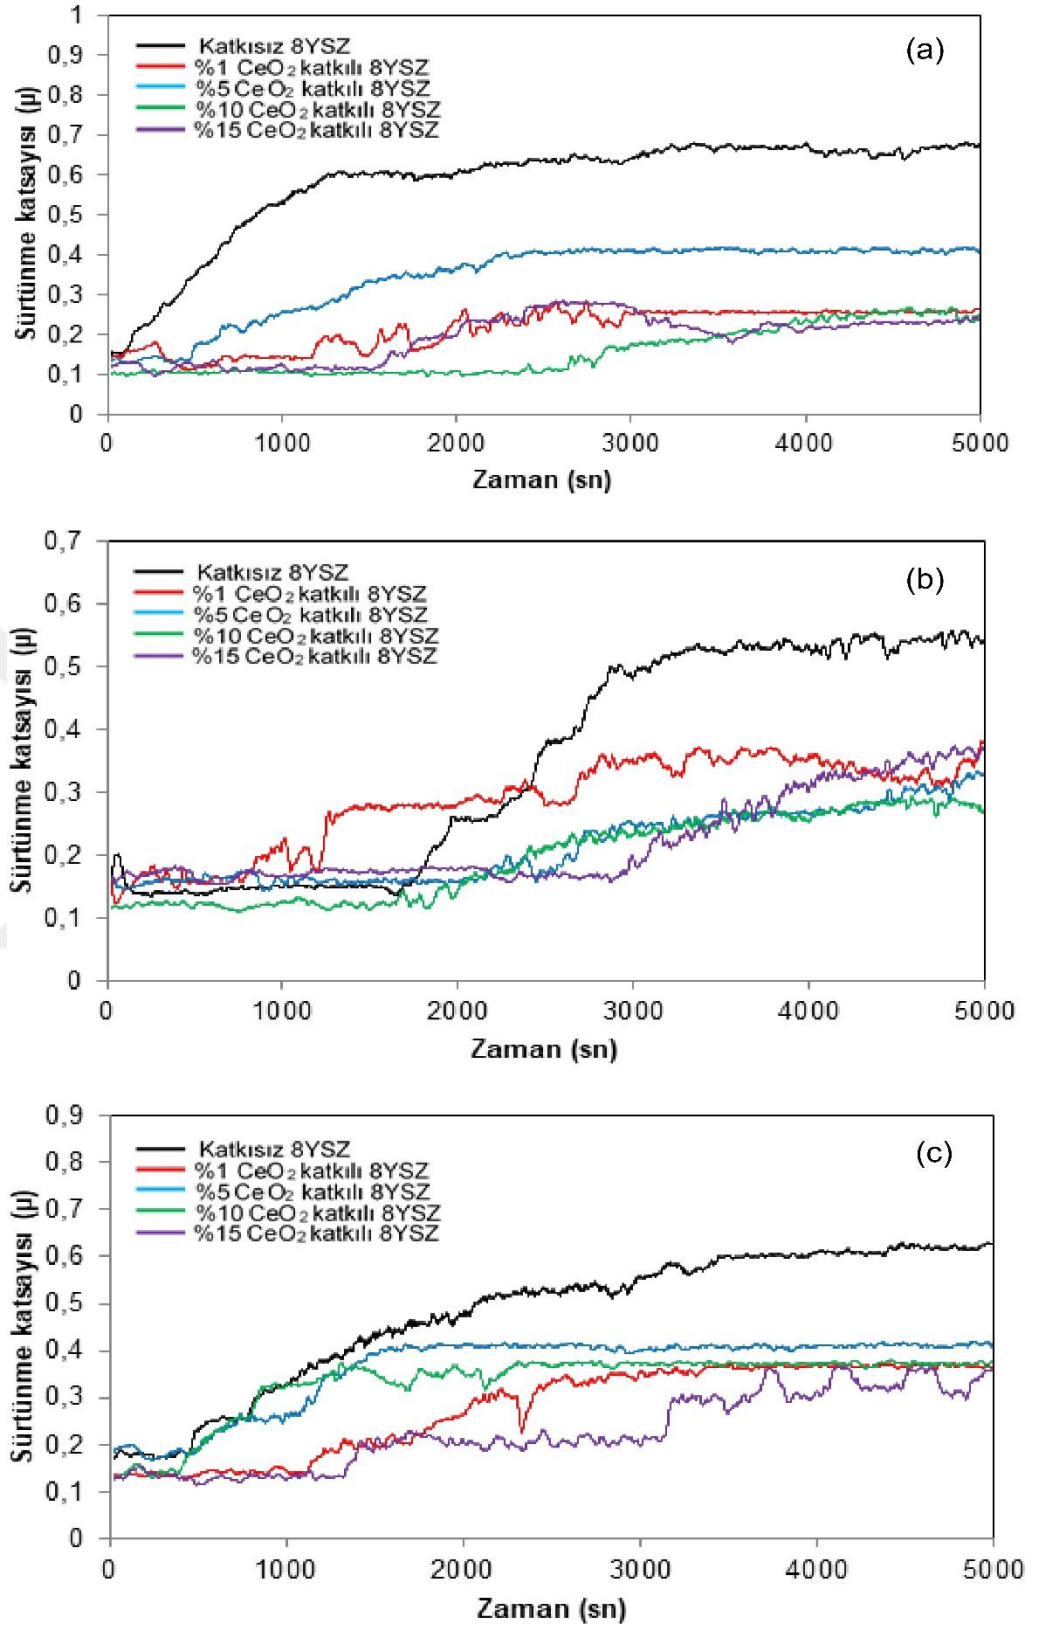 (a)
Katkısız 8YSZ
%1 CeO₂ katkılı 8YSZ
%5 CeO₂ katkılı 8YSZ
%10 CeO₂ katkılı 8YSZ
%15 CeO₂ katkılı 8YSZ
Sürtünme katsayısı (µ)
1
0,9
0,8
0,7
0,6
0,5
0,4
0,3
0,2
0,1
0
0 1000 2000 3000 4000 5000
Zaman (sn)
(b)
Katkısız 8YSZ
%1 CeO₂ katkılı 8YSZ
%5 CeO₂ katkılı 8YSZ
%10 CeO₂ katkılı 8YSZ
%15 CeO₂ katkılı 8YSZ
Sürtünme katsayısı (µ)
0,7
0,6
0,5
0,4
0,3
0,2
0,1
0
0 1000 2000 3000 4000 5000
Zaman (sn)
(c)
Katkısız 8YSZ
%1 CeO₂ katkılı 8YSZ
%5 CeO₂ katkılı 8YSZ
%10 CeO₂ katkılı 8YSZ
%15 CeO₂ katkılı 8YSZ
Sürtünme katsayısı (µ)
0,9
0,8
0,7
0,6
0,5
0,4
0,3
0,2
0,1
0
0 1000 2000 3000 4000 5000
Zaman (sn)